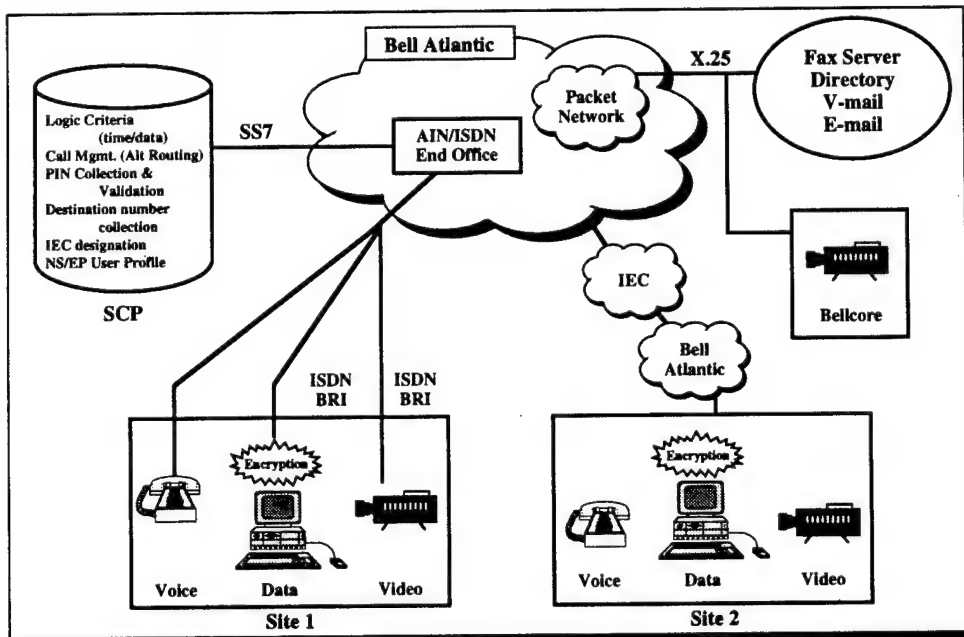 Bell Atlantic
X.25
Fax Server
Directory
V-mail
E-mail
Packet
Network
Logic Criteria
(time/data)
Call Mgmt. (Alt Routing)
PIN Collection &
Validation
Destination number
collection
IEC designation
NS/EP User Profile
SCP
SS7
AIN/ISDN
End Office
IEC
Bellcore
Bell
Atlantic
ISDN
BRI
ISDN
BRI
Encryption
Voice
Data
Video
Site 1
Encryption
Voice
Data
Video
Site 2